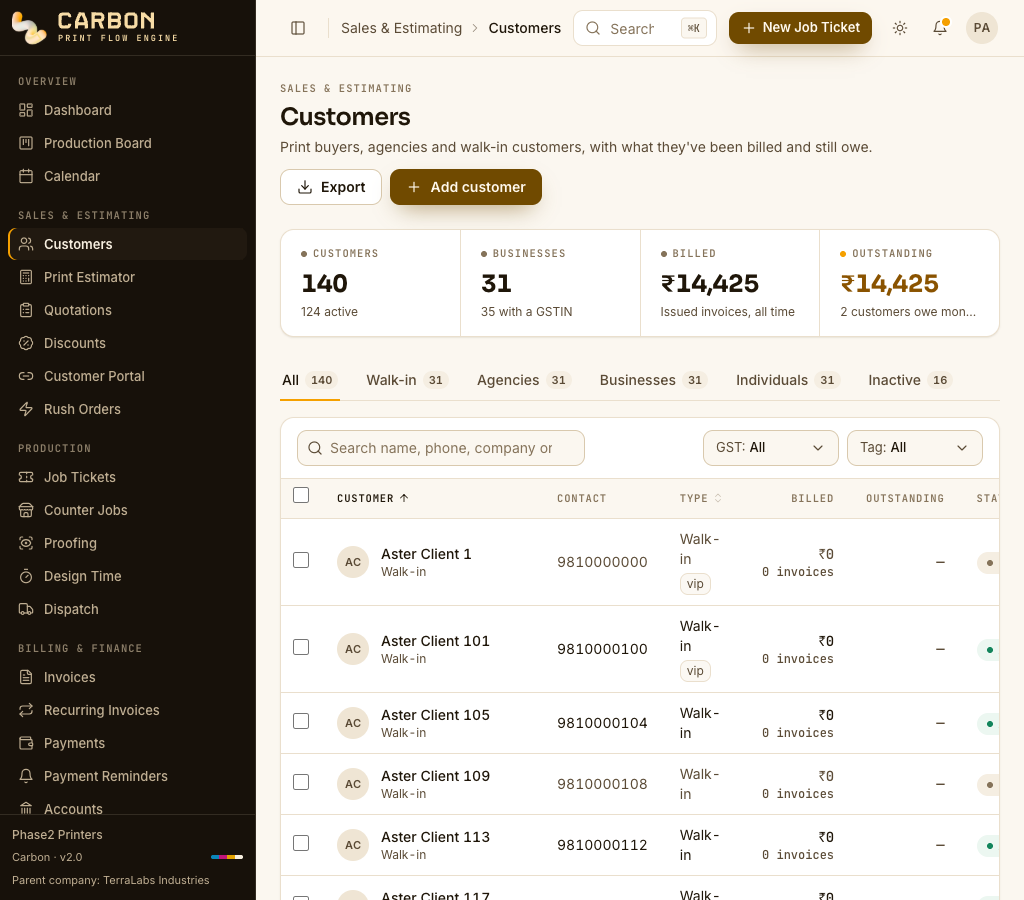 CARBON
PRINT FLOW ENGINE
OVERVIEW
Dashboard
Production Board
Calendar
SALES & ESTIMATING
Customers
Print Estimator
Quotations
Discounts
Customer Portal
Rush Orders
PRODUCTION
Job Tickets
Counter Jobs
Proofing
Design Time
Dispatch
BILLING & FINANCE
Invoices
Recurring Invoices
Payments
Payment Reminders
Accounts
Phase2 Printers
Carbon · v2.0
Parent company: TerraLabs Industries
Sales & Estimating > Customers
Search ⌘K
+ New Job Ticket
PA
SALES & ESTIMATING
Customers
Print buyers, agencies and walk-in customers, with what they've been billed and still owe.
Export
+ Add customer
CUSTOMERS
140
124 active
BUSINESSES
31
35 with a GSTIN
BILLED
₹14,425
Issued invoices, all time
OUTSTANDING
₹14,425
2 customers owe mon…
All 140 Walk-in 31 Agencies 31 Businesses 31 Individuals 31 Inactive 16
Search name, phone, company or
GST: All
Tag: All
CUSTOMER ↑ CONTACT TYPE BILLED OUTSTANDING STA
AC Aster Client 1
Walk-in
9810000000
Walk-
in
vip
₹0
0 invoices
—
AC Aster Client 101
Walk-in
9810000100
Walk-
in
vip
₹0
0 invoices
—
AC Aster Client 105
Walk-in
9810000104
Walk-
in
₹0
0 invoices
—
AC Aster Client 109
Walk-in
9810000108
Walk-
in
₹0
0 invoices
—
AC Aster Client 113
Walk-in
9810000112
Walk-
in
₹0
0 invoices
—
AC Aster Client 117
Walk-
₹0